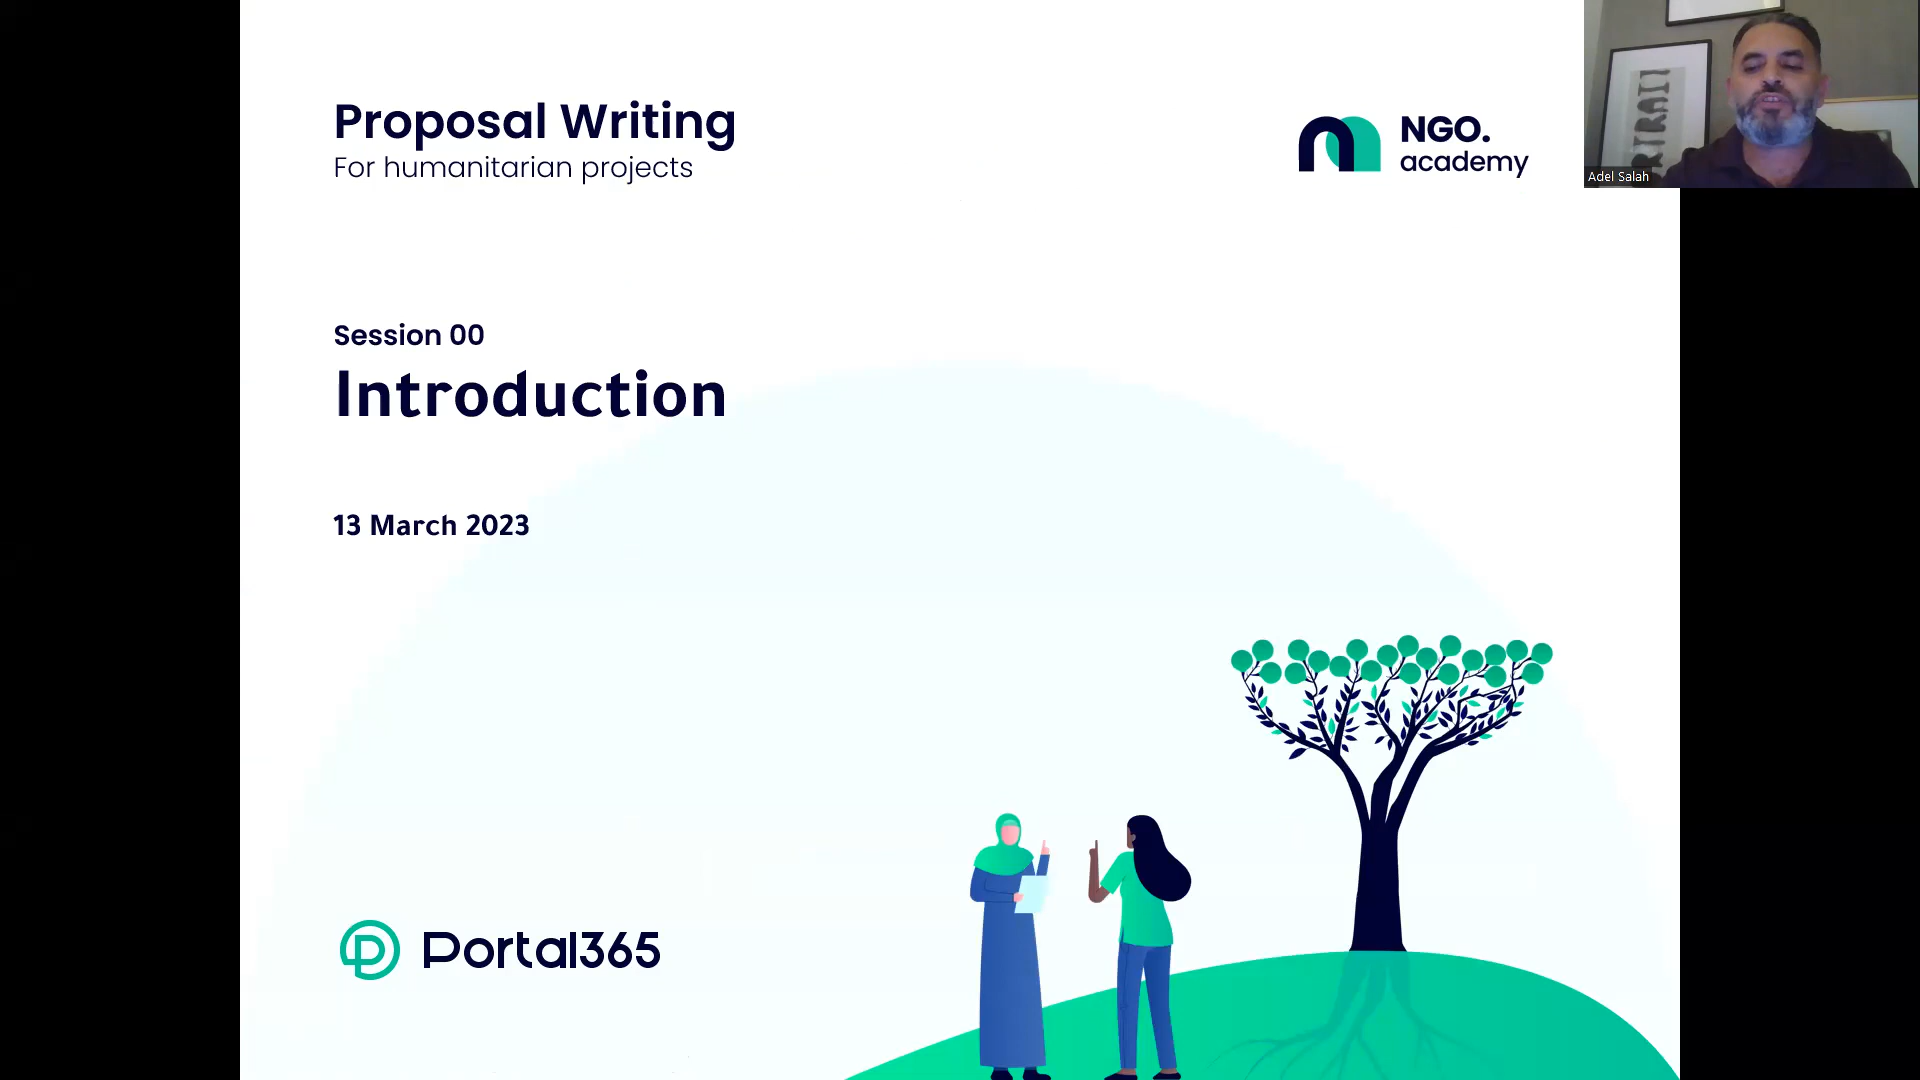 Proposal Writing
For humanitarian projects
NGO.
academy
Adel Salah
Session 00
Introduction
13 March 2023
Portal365